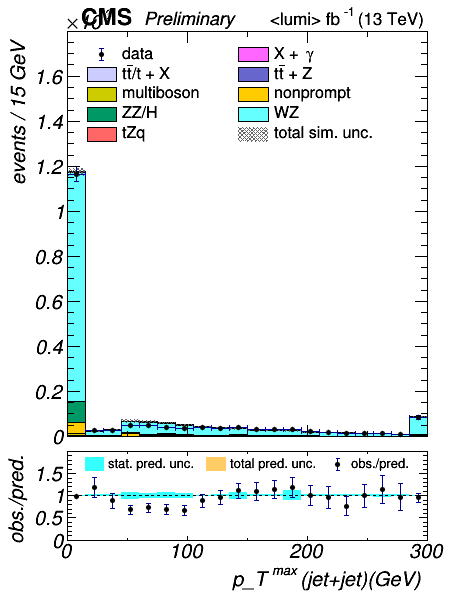 CMS Preliminary <lumi> fb⁻¹ (13 TeV)
events / 15 GeV
data
tt̄/t + X
multiboson
ZZ/H
tZq
X + γ
tt̄ + Z
nonprompt
WZ
total sim. unc.
1.6
1.4
1.2
1
0.8
0.6
0.4
0.2
0
obs./pred.
stat. pred. unc. total pred. unc. obs./pred.
1.5
1
0.5
0
0 100 200 300
p_T^max (jet+jet)(GeV)